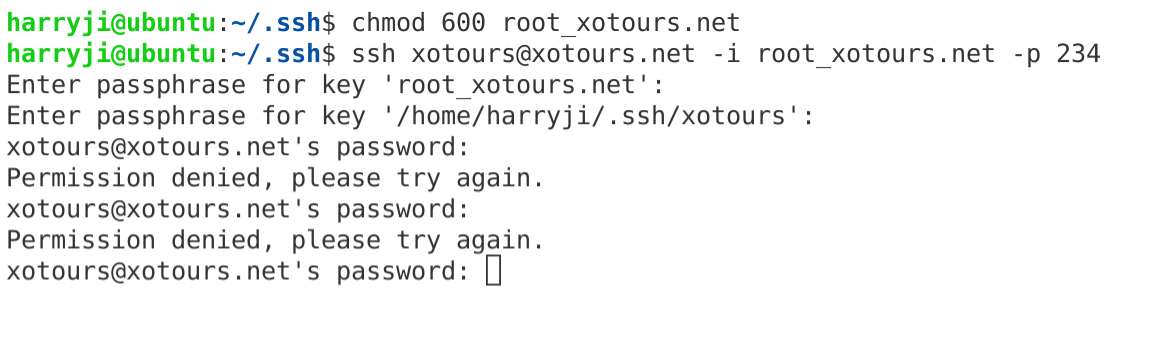 harryji@ubuntu:~/.ssh$ chmod 600 root_xotours.net
harryji@ubuntu:~/.ssh$ ssh xotours@xotours.net -i root_xotours.net -p 234
Enter passphrase for key 'root_xotours.net':
Enter passphrase for key '/home/harryji/.ssh/xotours':
xotours@xotours.net's password:
Permission denied, please try again.
xotours@xotours.net's password:
Permission denied, please try again.
xotours@xotours.net's password: